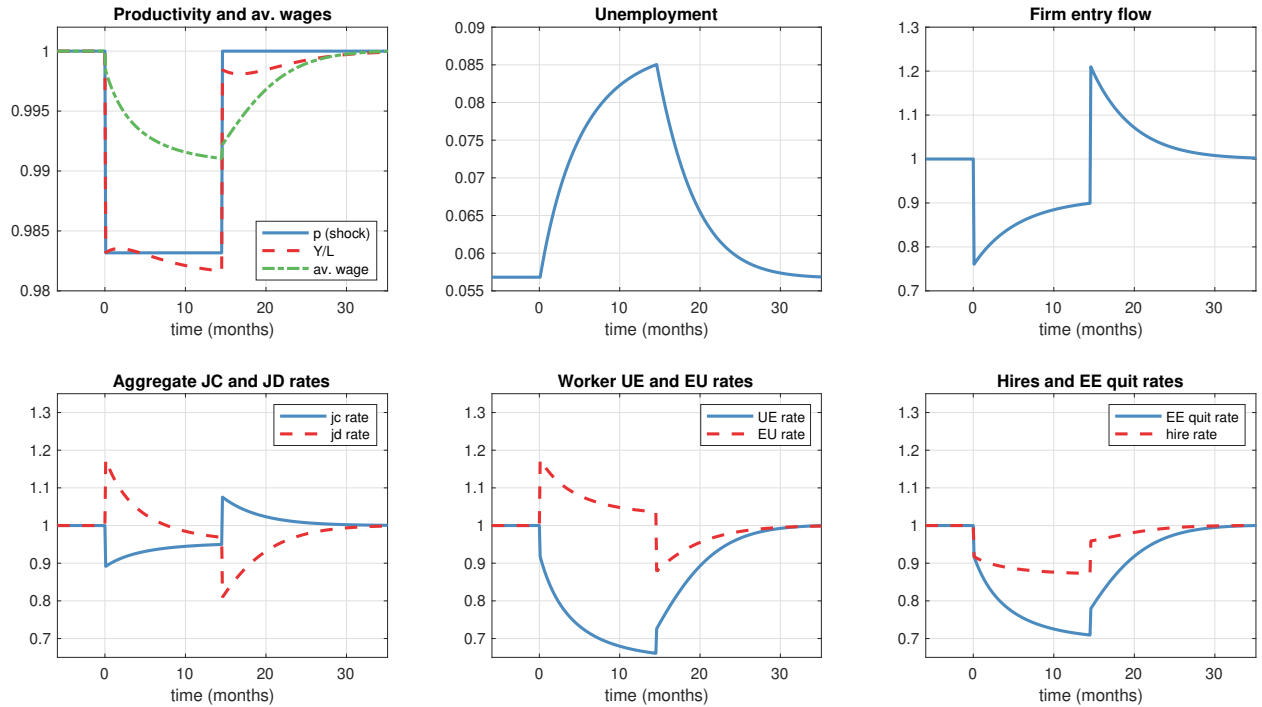 Productivity and av. wages
1
0.995
0.99
0.985
0.98
p (shock)
Y/L
av. wage
0 10 20 30
time (months)
Unemployment
0.09
0.085
0.08
0.075
0.07
0.065
0.06
0.055
0 10 20 30
time (months)
Firm entry flow
1.3
1.2
1.1
1
0.9
0.8
0.7
0 10 20 30
time (months)
Aggregate JC and JD rates
1.3
1.2
1.1
1
0.9
0.8
0.7
jc rate
jd rate
0 10 20 30
time (months)
Worker UE and EU rates
1.3
1.2
1.1
1
0.9
0.8
0.7
UE rate
EU rate
0 10 20 30
time (months)
Hires and EE quit rates
1.3
1.2
1.1
1
0.9
0.8
0.7
EE quit rate
hire rate
0 10 20 30
time (months)